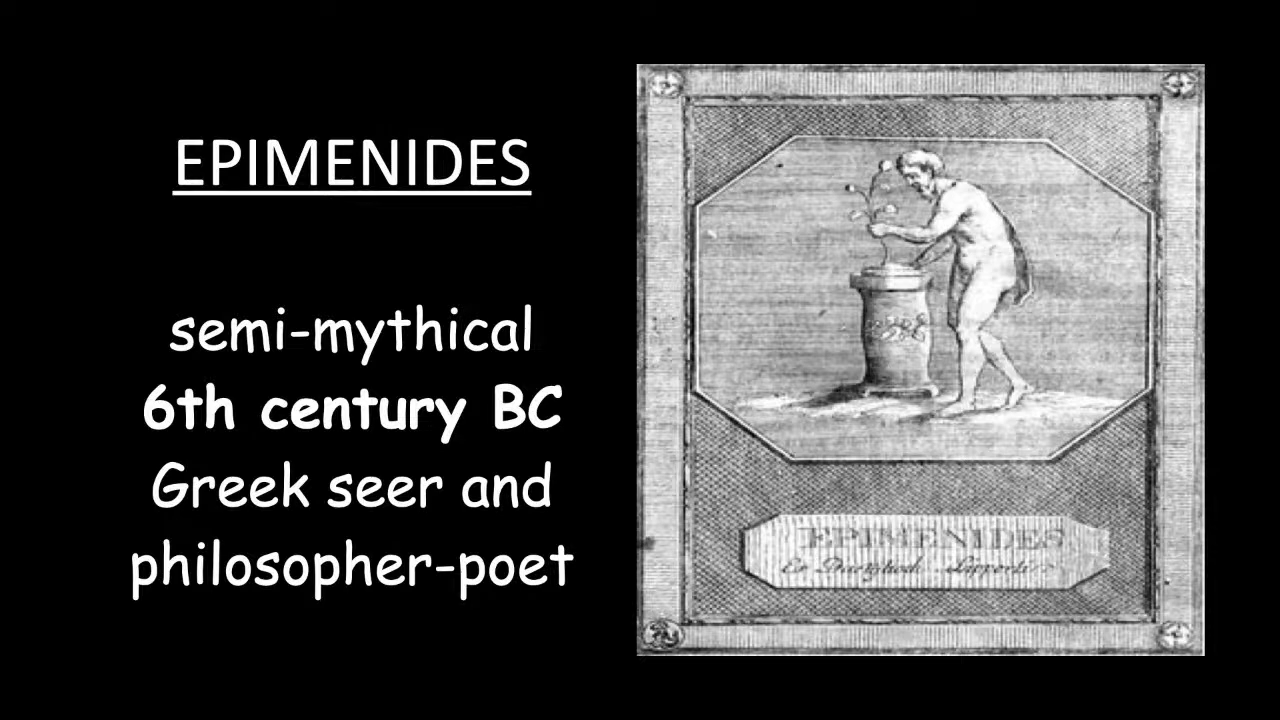 EPIMENIDES
semi-mythical
6th century BC
Greek seer and
philosopher-poet
EPIMENIDES